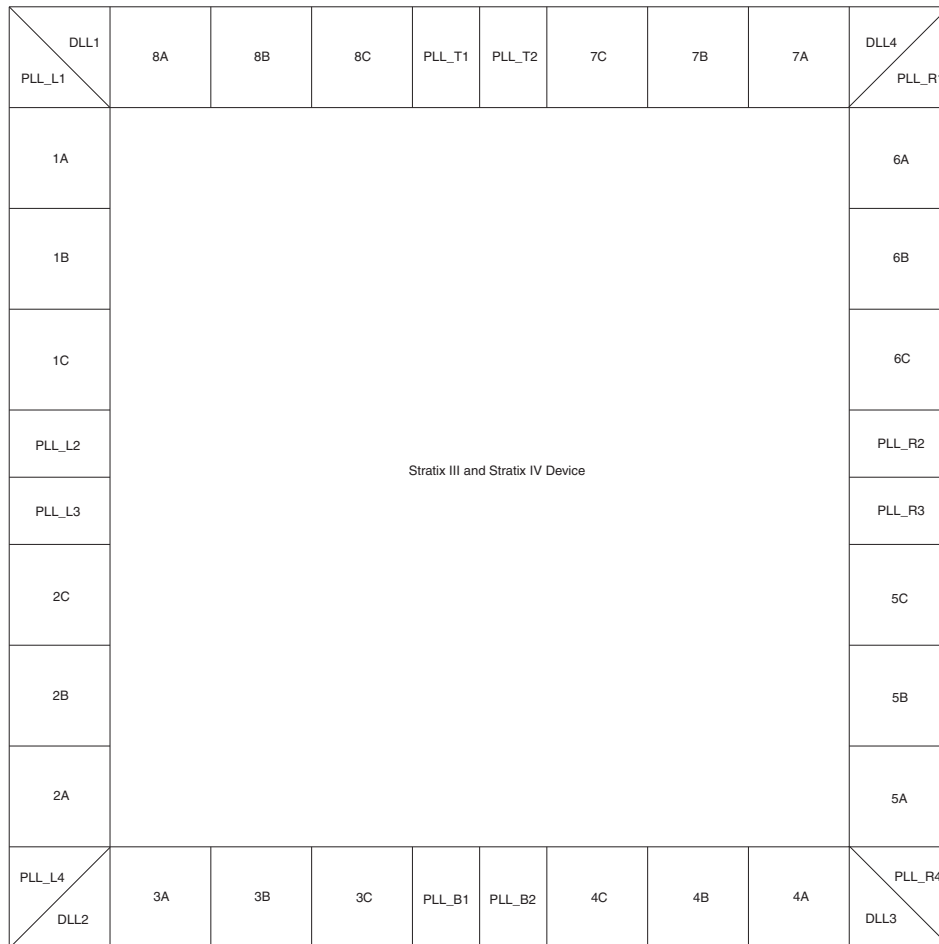 DLL1
PLL_L1
8A
8B
8C
PLL_T1
PLL_T2
7C
7B
7A
DLL4
PLL_R1
1A
6A
1B
6B
1C
6C
PLL_L2
PLL_R2
Stratix III and Stratix IV Device
PLL_L3
PLL_R3
2C
5C
2B
5B
2A
5A
PLL_L4
DLL2
3A
3B
3C
PLL_B1
PLL_B2
4C
4B
4A
PLL_R4
DLL3